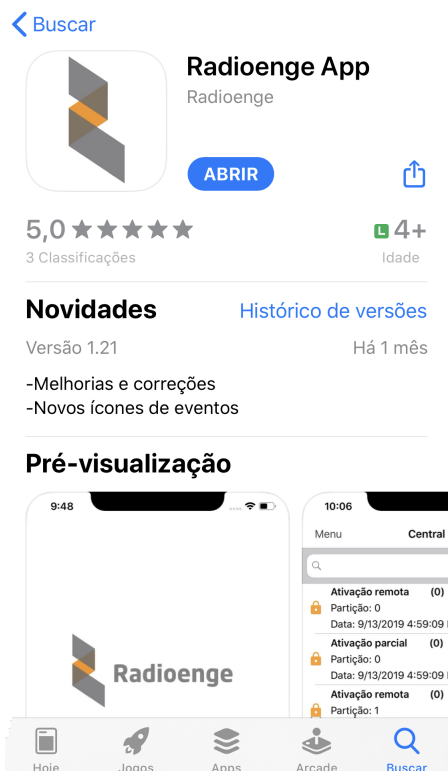 Buscar
Radioenge App
Radioenge
ABRIR
5,0
L 4+
3 Classificações
Idade
Novidades
Histórico de versões
Versão 1.21
Há 1 mês
-Melhorias e correções
-Novos ícones de eventos
Pré-visualização
9:48
Radioenge
10:06
Menu
Central
Ativação remota (0)
Partição: 0
Data: 9/13/2019 4:59:09
Ativação parcial (0)
Partição: 0
Data: 9/13/2019 4:59:09
Ativação remota (0)
Partição: 1
Hoje
Jogos
Apps
Arcade
Buscar